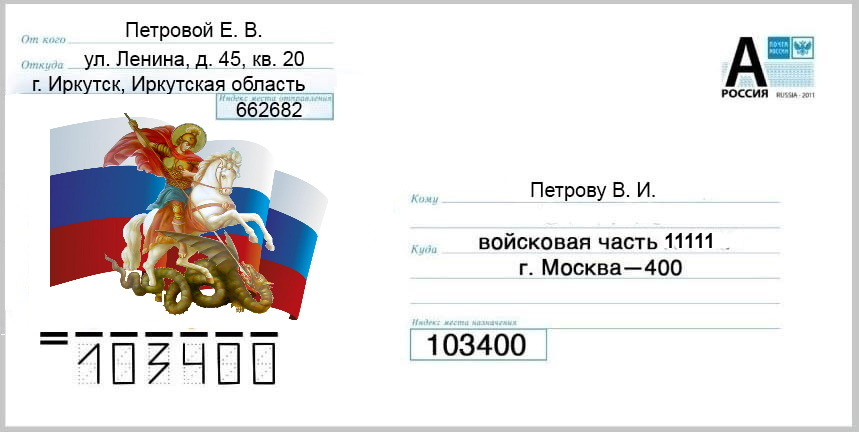 От кого Петровой Е. В.
Откуда ул. Ленина, д. 45, кв. 20
г. Иркутск, Иркутская область
Индекс места отправления
662682
ПОЧТА РОССИИ
А
РОССИЯ RUSSIA · 2011
Кому Петрову В. И.
Куда войсковая часть 11111
г. Москва—400
Индекс места назначения
103400
103400